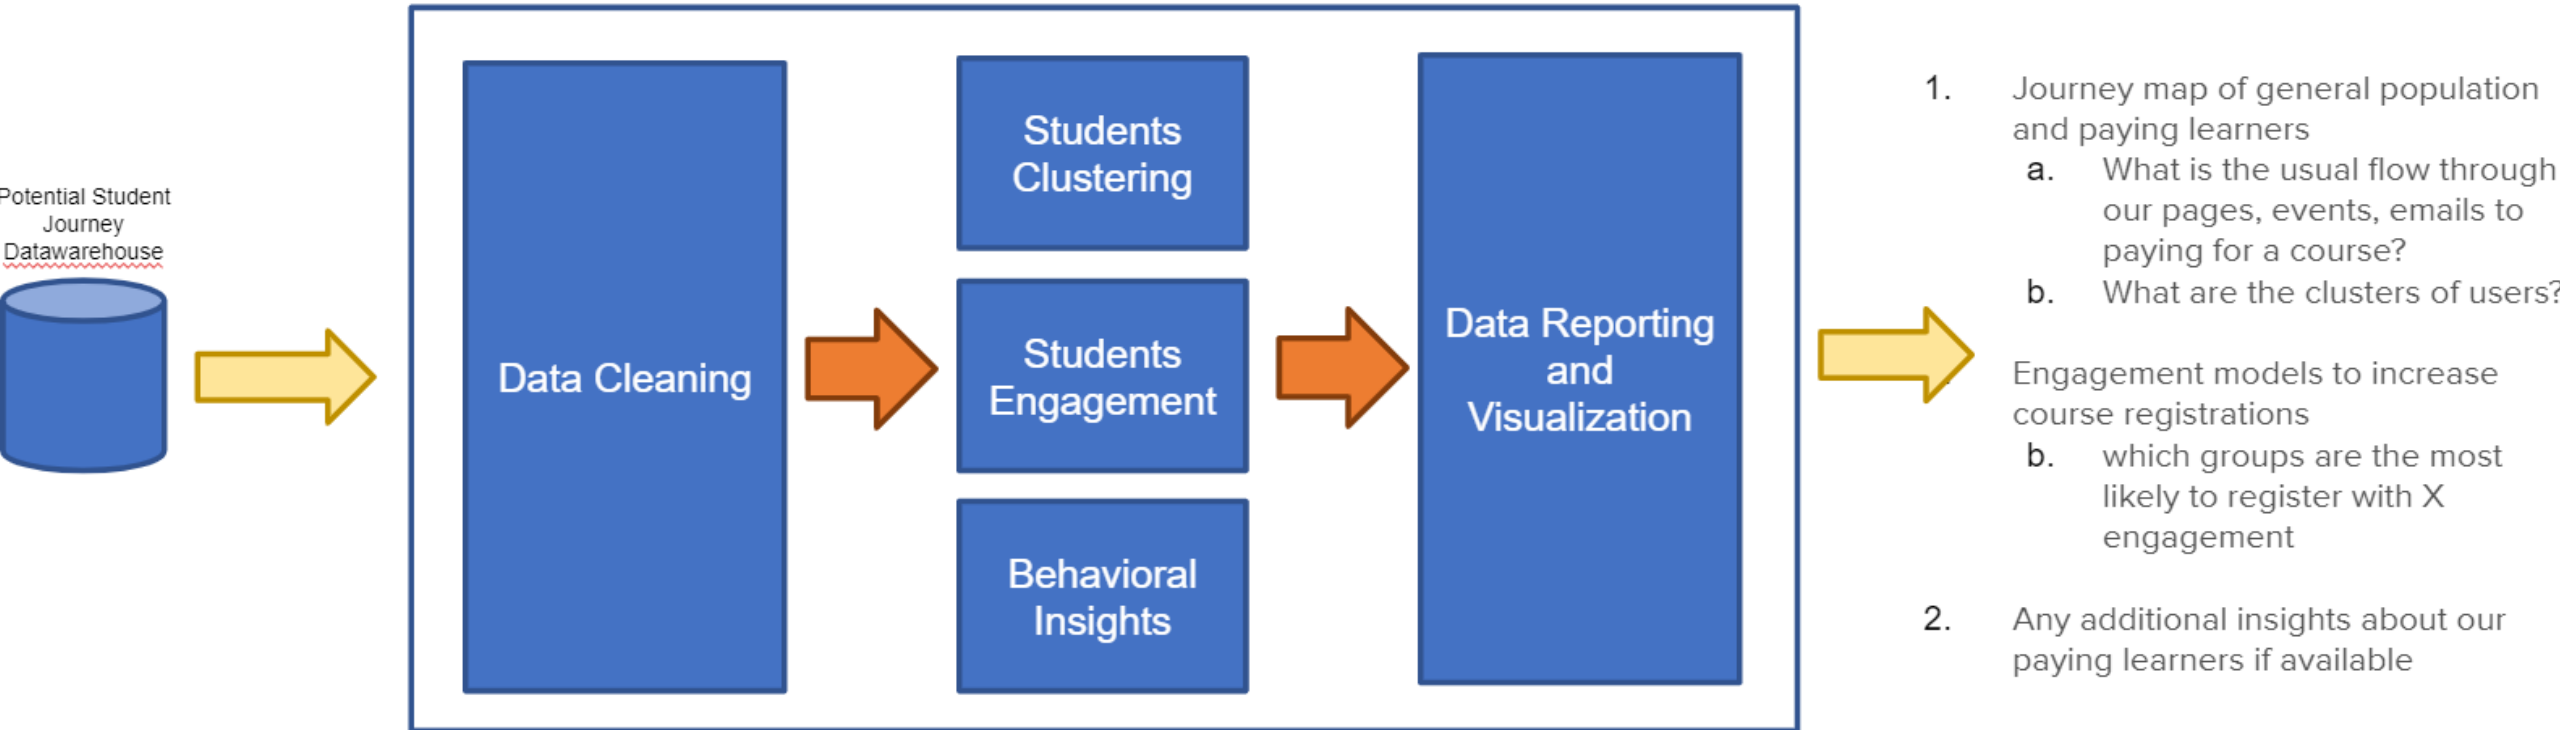 Potential Student
Journey
Datawarehouse
Data Cleaning
Students
Clustering
Students
Engagement
Behavioral
Insights
Data Reporting
and
Visualization
1. Journey map of general population
and paying learners
a. What is the usual flow through
our pages, events, emails to
paying for a course?
b. What are the clusters of users?
Engagement models to increase
course registrations
b. which groups are the most
likely to register with X
engagement
2. Any additional insights about our
paying learners if available